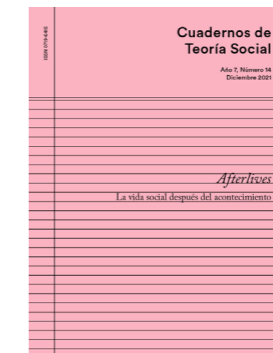 Cuadernos de
Teoría Social
Año 7, Número 14
Diciembre 2021
Afterlives
La vida social después del acontecimiento